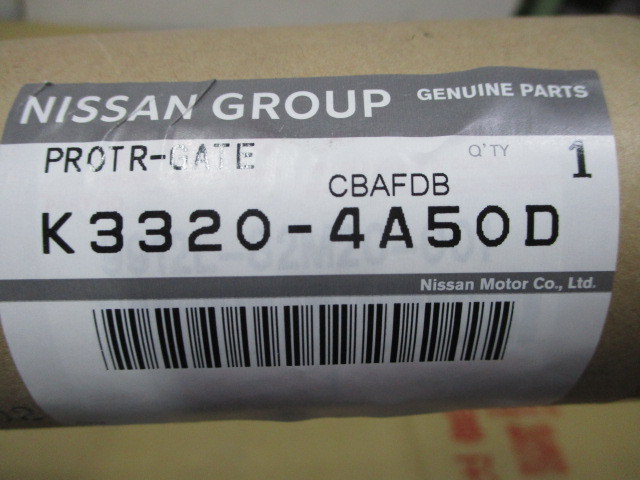 NISSAN GROUP GENUINE PARTS
PROTR-GATE Q'TY 1
CBAFDB
K3320-4A50D
Nissan Motor Co., Ltd.